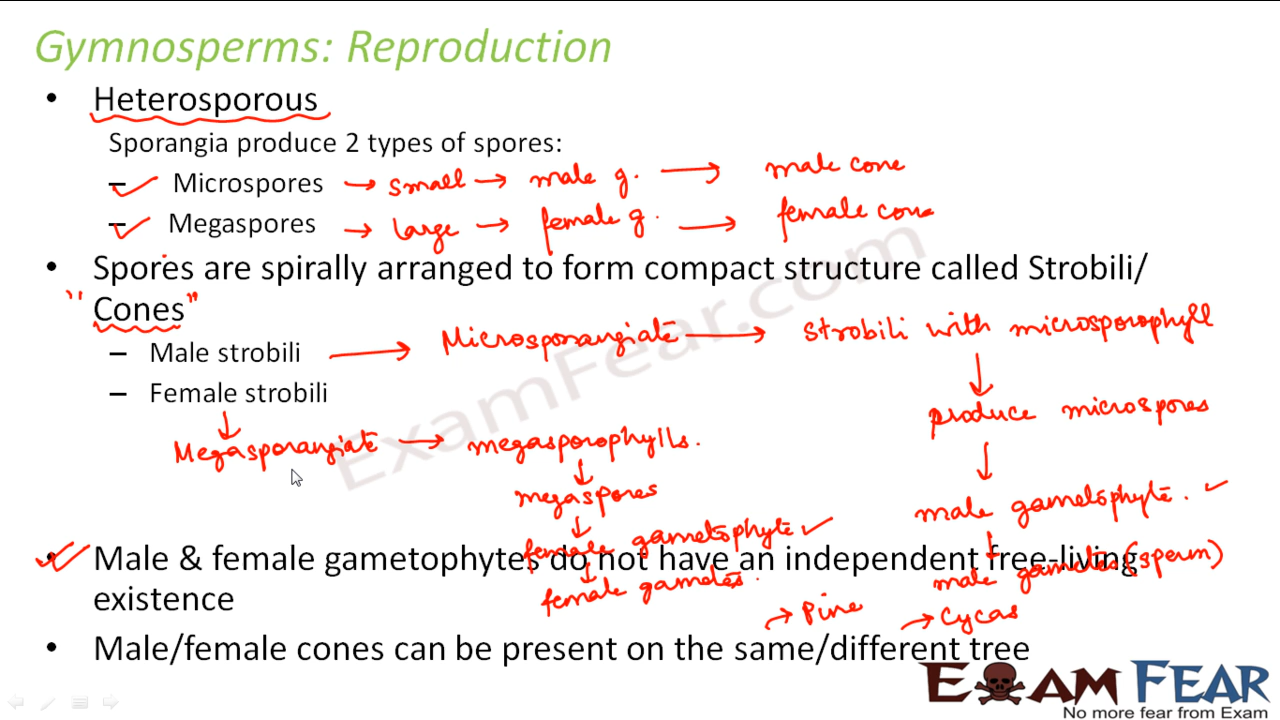 Gymnosperms: Reproduction
• Heterosporous
Sporangia produce 2 types of spores:
– Microspores → small → male g. → male cone
– Megaspores → large → female g. → female cone
• Spores are spirally arranged to form compact structure called Strobili/
"Cones"
– Male strobili → Microsporangiate → Strobili with microsporophyll
– Female strobili
↓ produce microspores
Megasporangiate → megasporophylls.
megaspores
male gametophyte.
female gametophyte
• Male & female gametophytes do not have an independent free-living
male gametes (sperm)
existence
female gametes.
→ Pine → Cycas
• Male/female cones can be present on the same/different tree
ExamFear.com
EXAM FEAR
No more fear from Exam